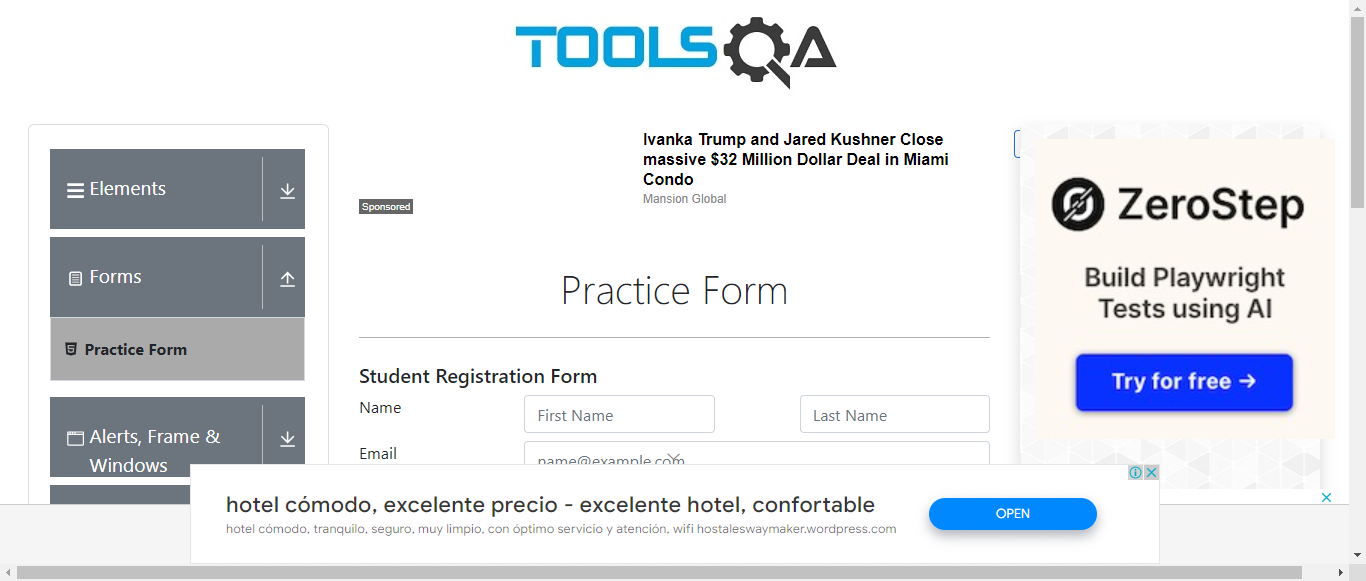 TOOLSQA
Elements
Forms
Practice Form
Alerts, Frame &
Windows
Sponsored
Ivanka Trump and Jared Kushner Close
massive $32 Million Dollar Deal in Miami
Condo
Mansion Global
Practice Form
Student Registration Form
Name
First Name
Last Name
Email
name@example.com
ZeroStep
Build Playwright
Tests using AI
Try for free →
hotel cómodo, excelente precio - excelente hotel, confortable
hotel cómodo, tranquilo, seguro, muy limpio, con óptimo servicio y atención, wifi hostaleswaymaker.wordpress.com
OPEN